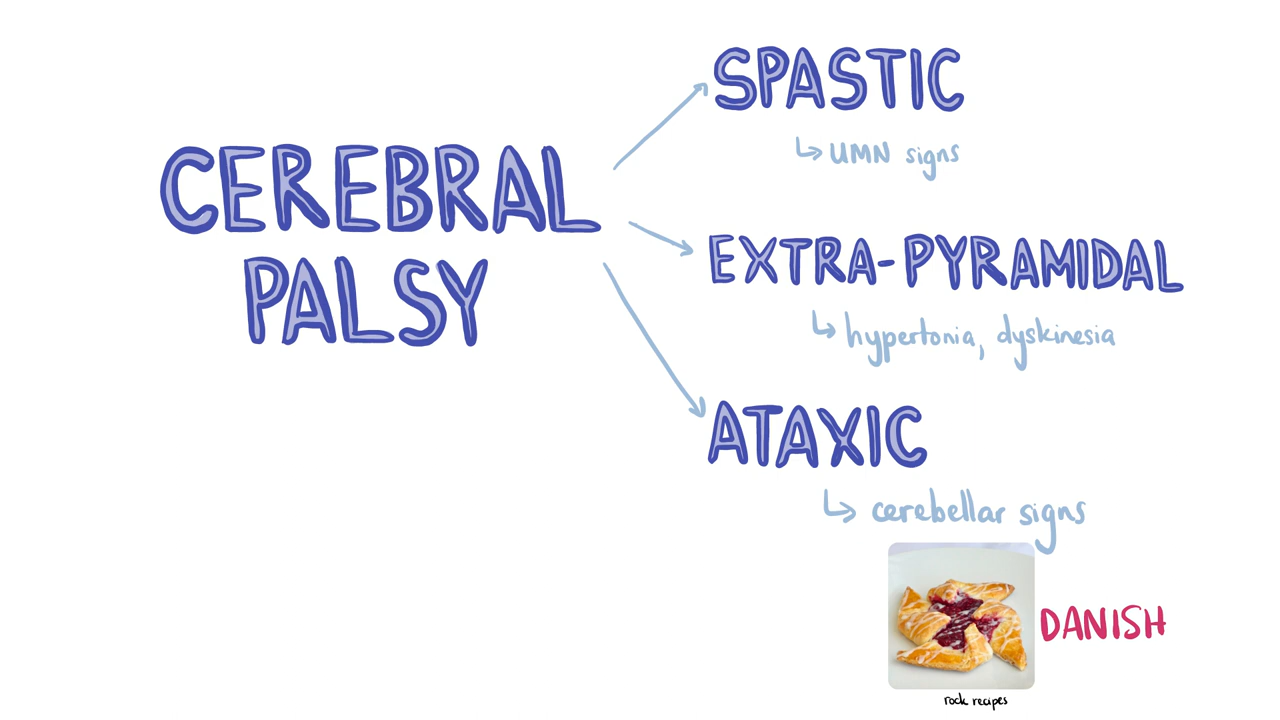 CEREBRAL
PALSY
SPASTIC
UMN signs
EXTRA-PYRAMIDAL
hypertonia, dyskinesia
ATAXIC
cerebellar signs
DANISH
rock recipes